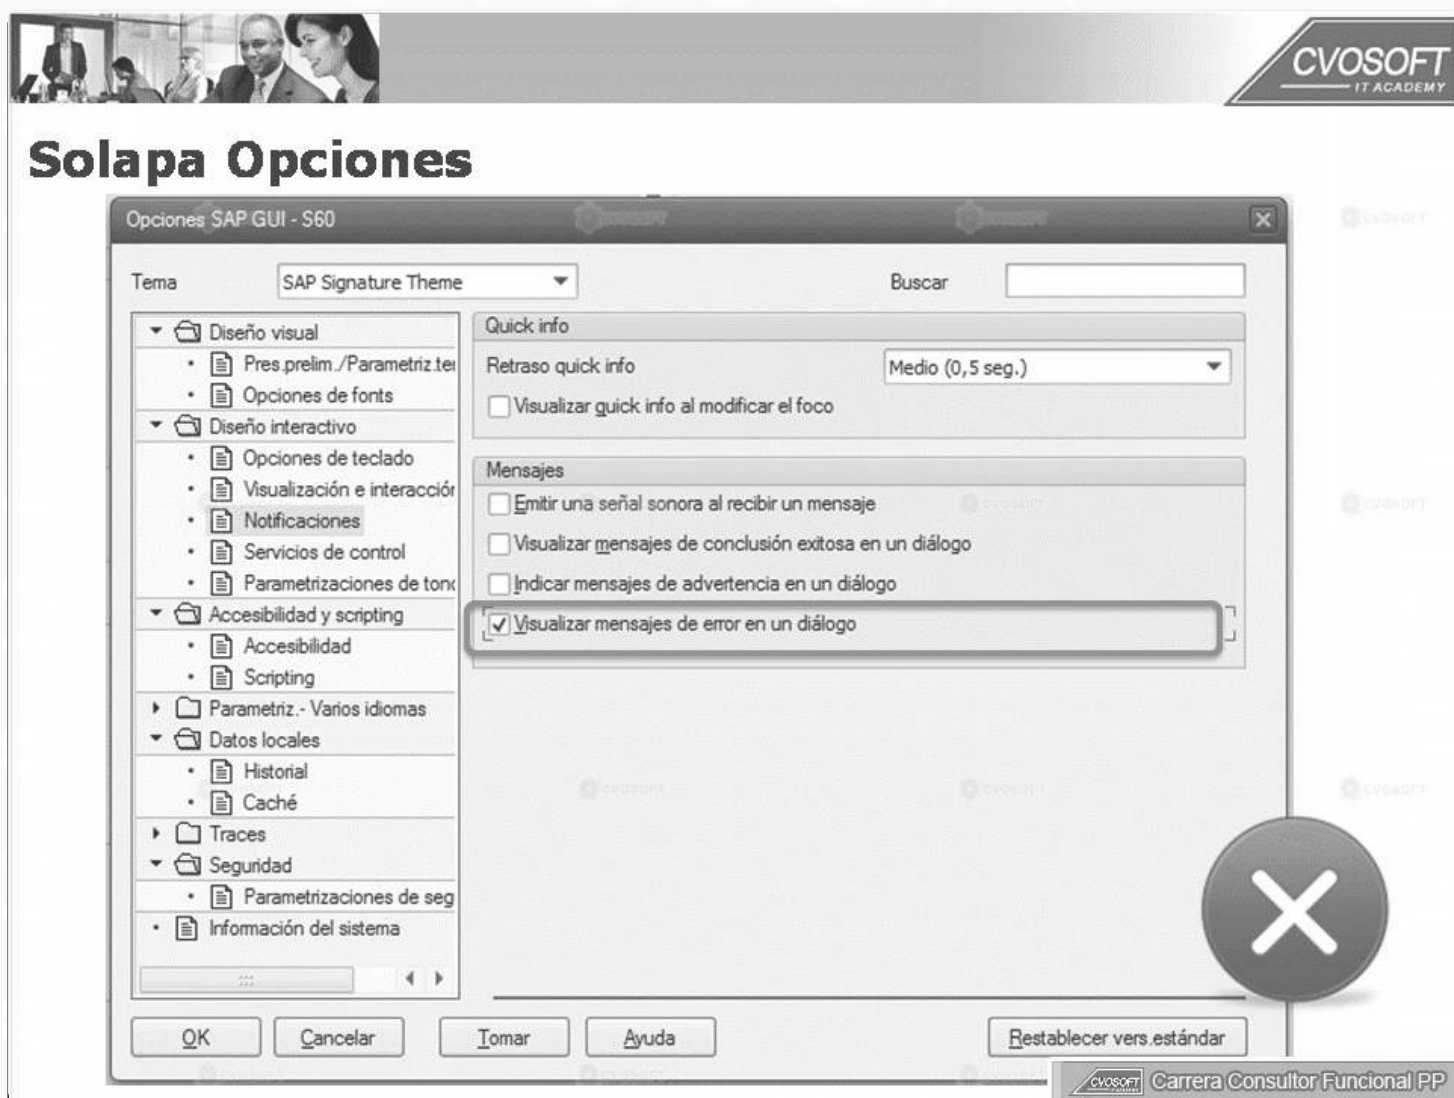 CVOSOFT
IT ACADEMY
Solapa Opciones
Opciones SAP GUI - S60
Tema
SAP Signature Theme
Buscar
Diseño visual
Pres.prelim./Parametriz.ter
Opciones de fonts
Diseño interactivo
Opciones de teclado
Visualización e interacción
Notificaciones
Servicios de control
Parametrizaciones de tono
Accesibilidad y scripting
Accesibilidad
Scripting
Parametriz.- Varios idiomas
Datos locales
Historial
Caché
Traces
Seguridad
Parametrizaciones de seg
Información del sistema
Quick info
Retraso quick info
Medio (0,5 seg.)
Visualizar quick info al modificar el foco
Mensajes
Emitir una señal sonora al recibir un mensaje
Visualizar mensajes de conclusión exitosa en un diálogo
Indicar mensajes de advertencia en un diálogo
Visualizar mensajes de error en un diálogo
OK
Cancelar
Tomar
Ayuda
Restablecer vers.estándar
CVOSOFT
Carrera Consultor Funcional PP